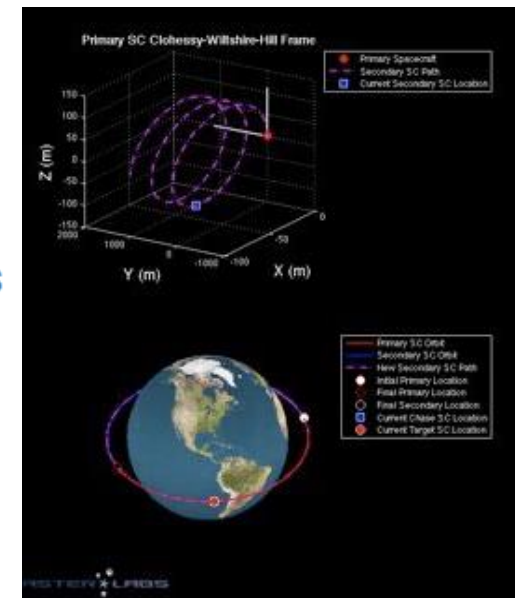 Primary SC Clohessy-Wiltshire-Hill Frame
Primary Spacecraft
Secondary SC Path
Current Secondary SC Location
150
100
50
0
-50
-100
-150
Z (m)
2000
1000
0
-1000
Y (m)
-100
-50
0
X (m)
Primary SC Orbit
Secondary SC Orbit
New Secondary SC Path
Initial Primary Location
Final Primary Location
Final Secondary Location
Current Chase SC Location
Current Target SC Location
ASTER LABS